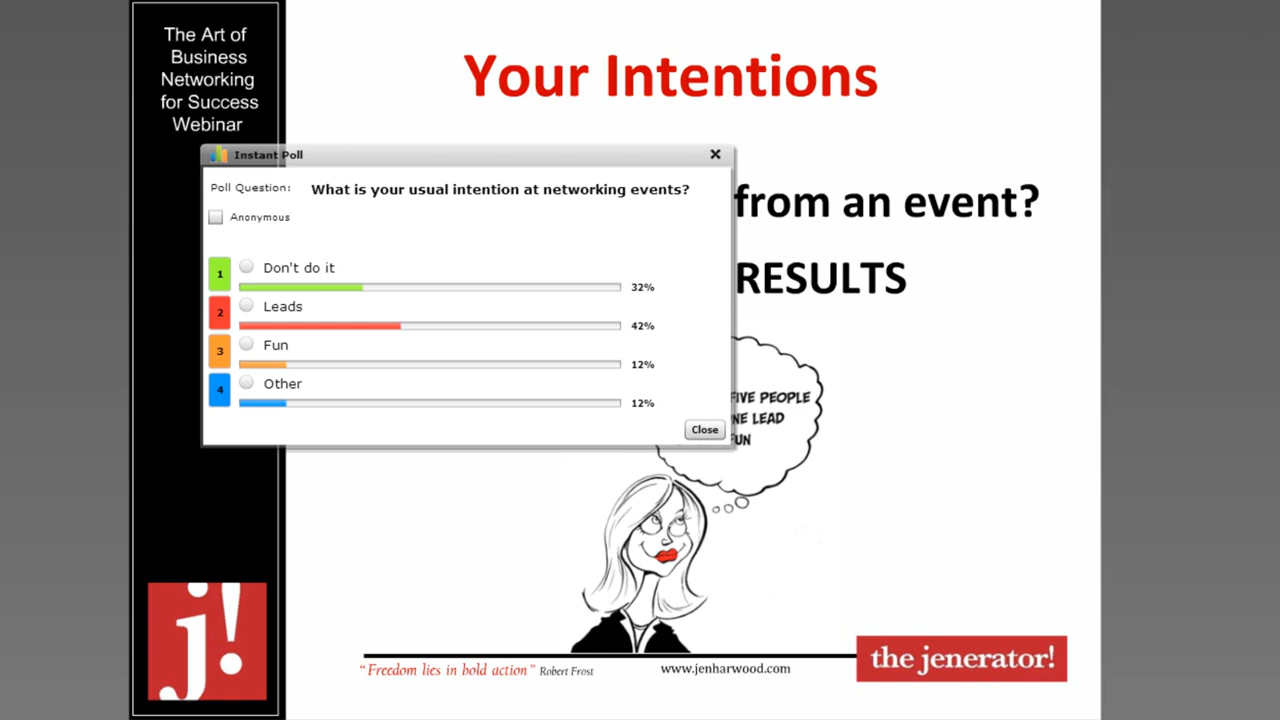 The Art of
Business
Networking
for Success
Webinar
Your Intentions
Instant Poll
Poll Question: What is your usual intention at networking events?
Anonymous
from an event?
1 Don't do it
32%
RESULTS
2 Leads
42%
3 Fun
12%
4 Other
12%
Close
FIVE PEOPLE
LEAD
FUN
j!
"Freedom lies in bold action" Robert Frost
www.jenharwood.com
the jenerator!